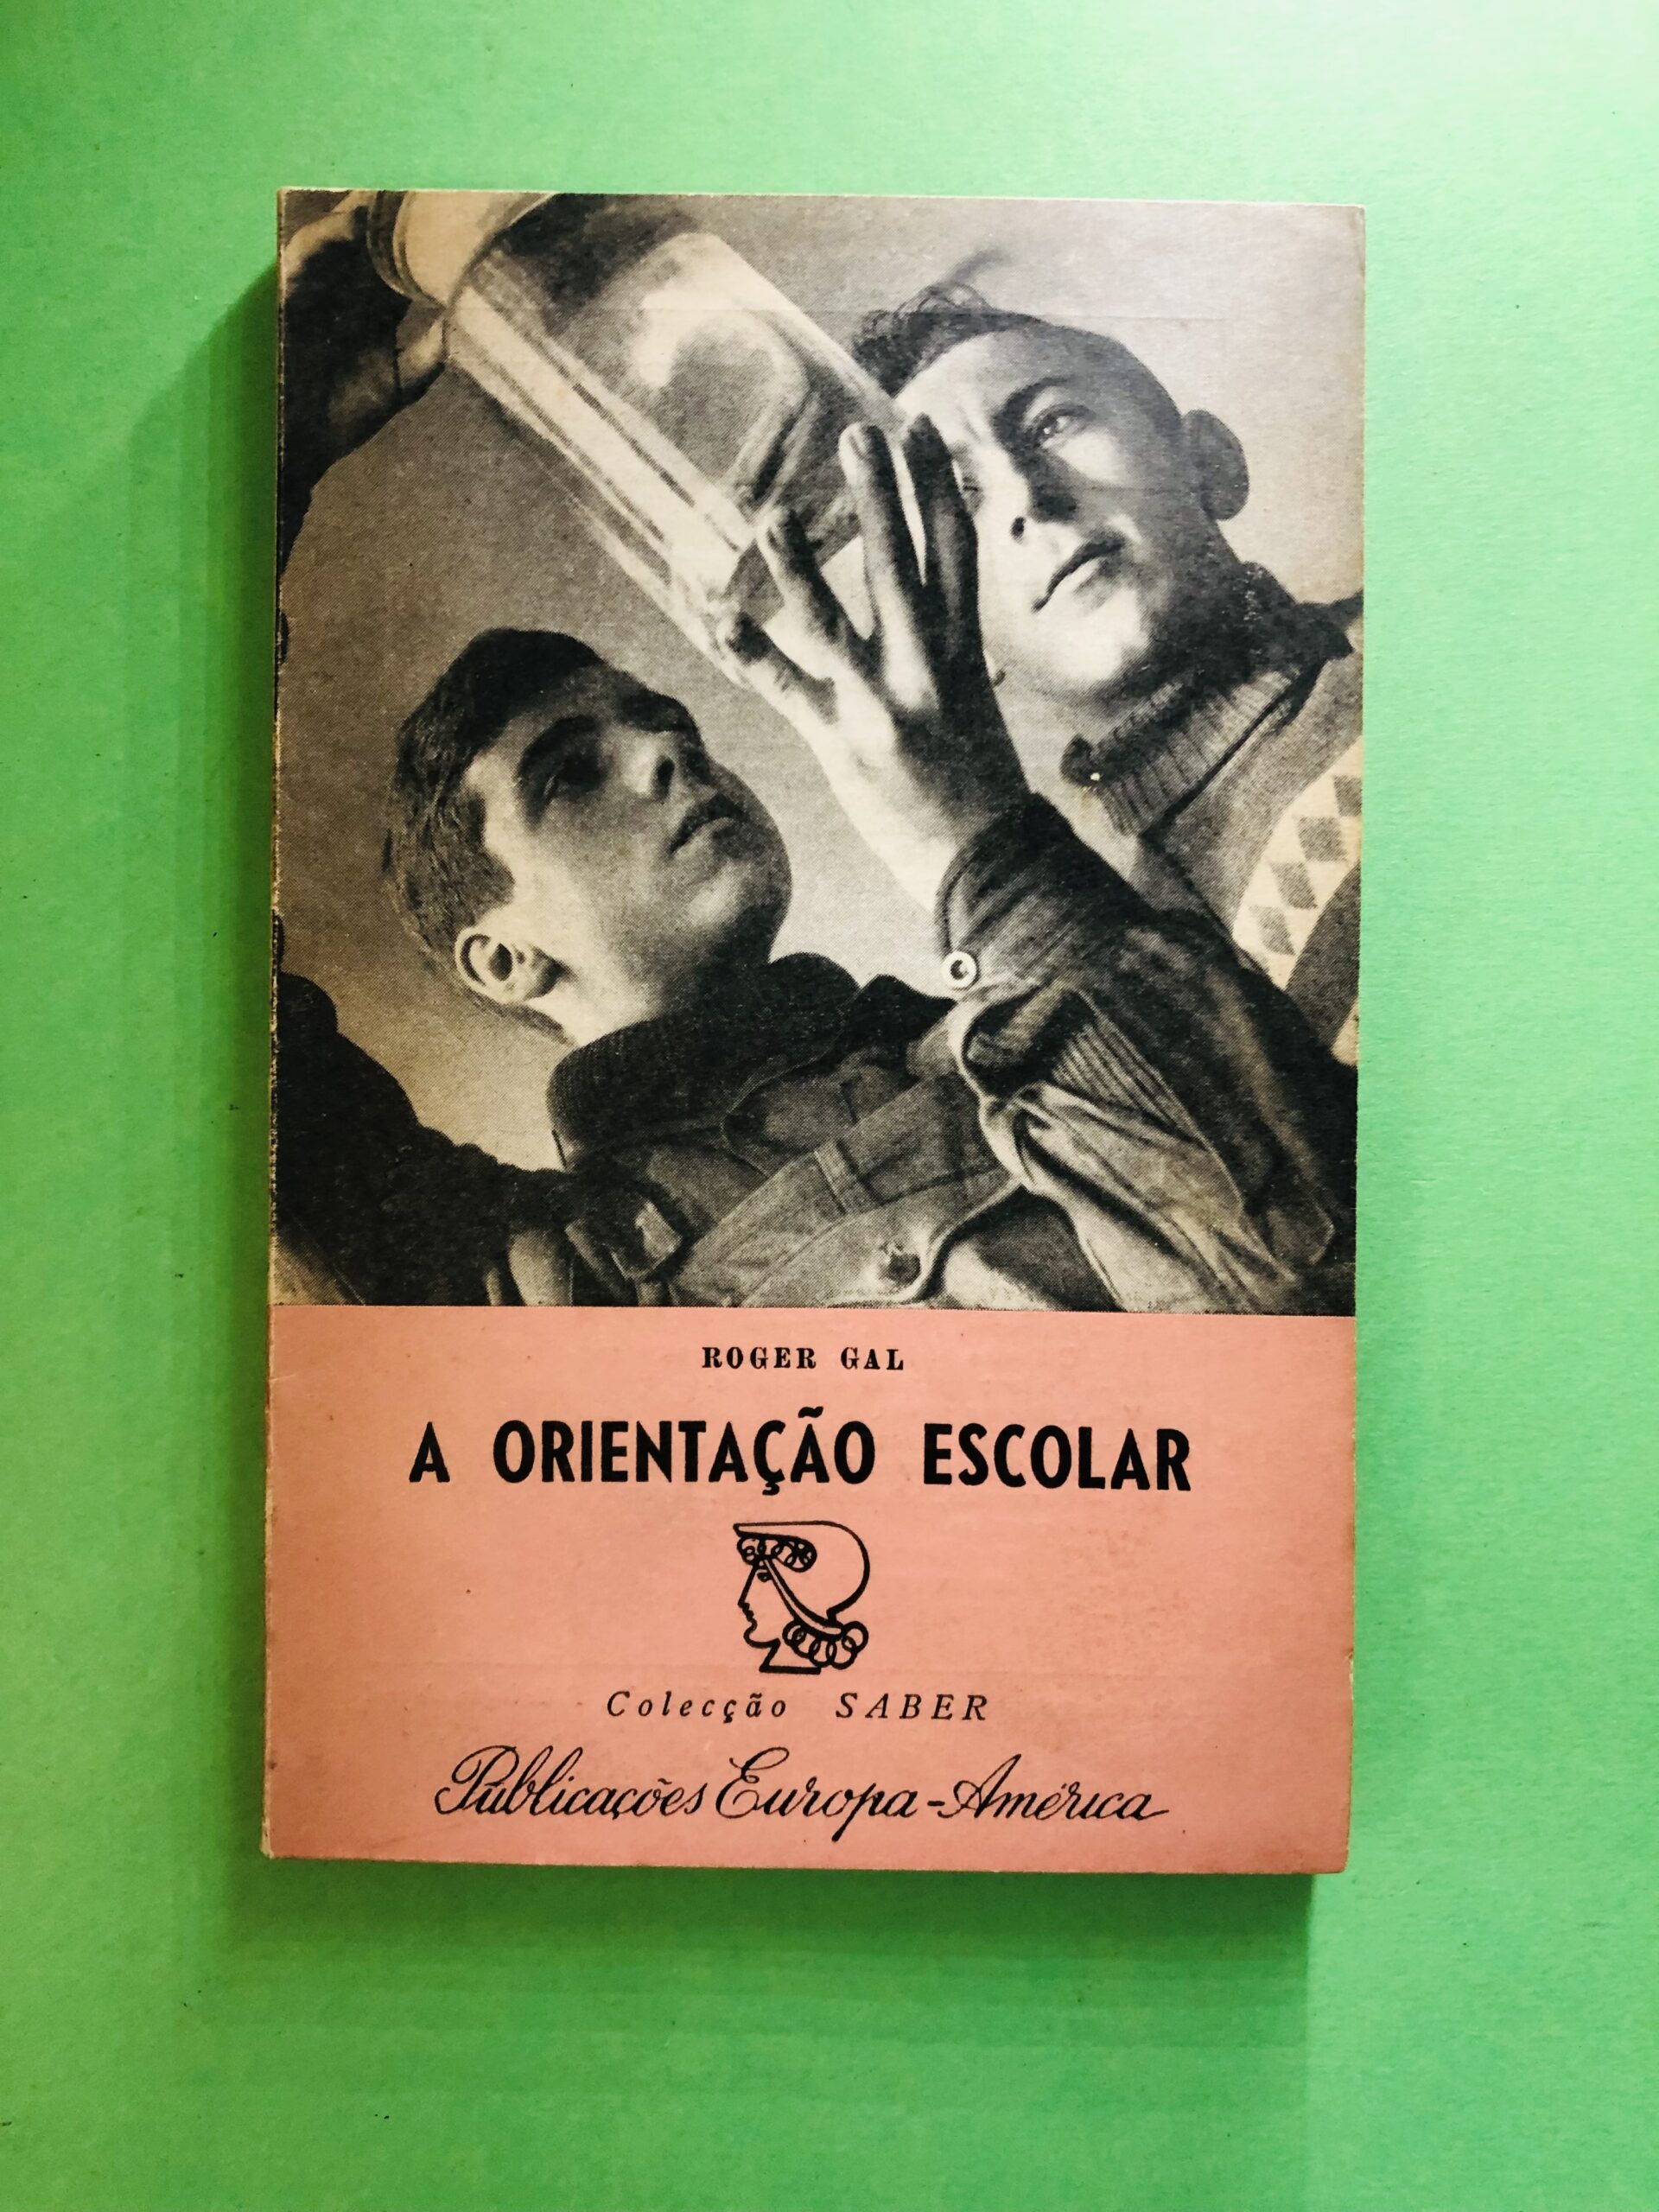 ROGER GAL
A ORIENTAÇÃO ESCOLAR
Colecção SABER
Publicações Europa-América